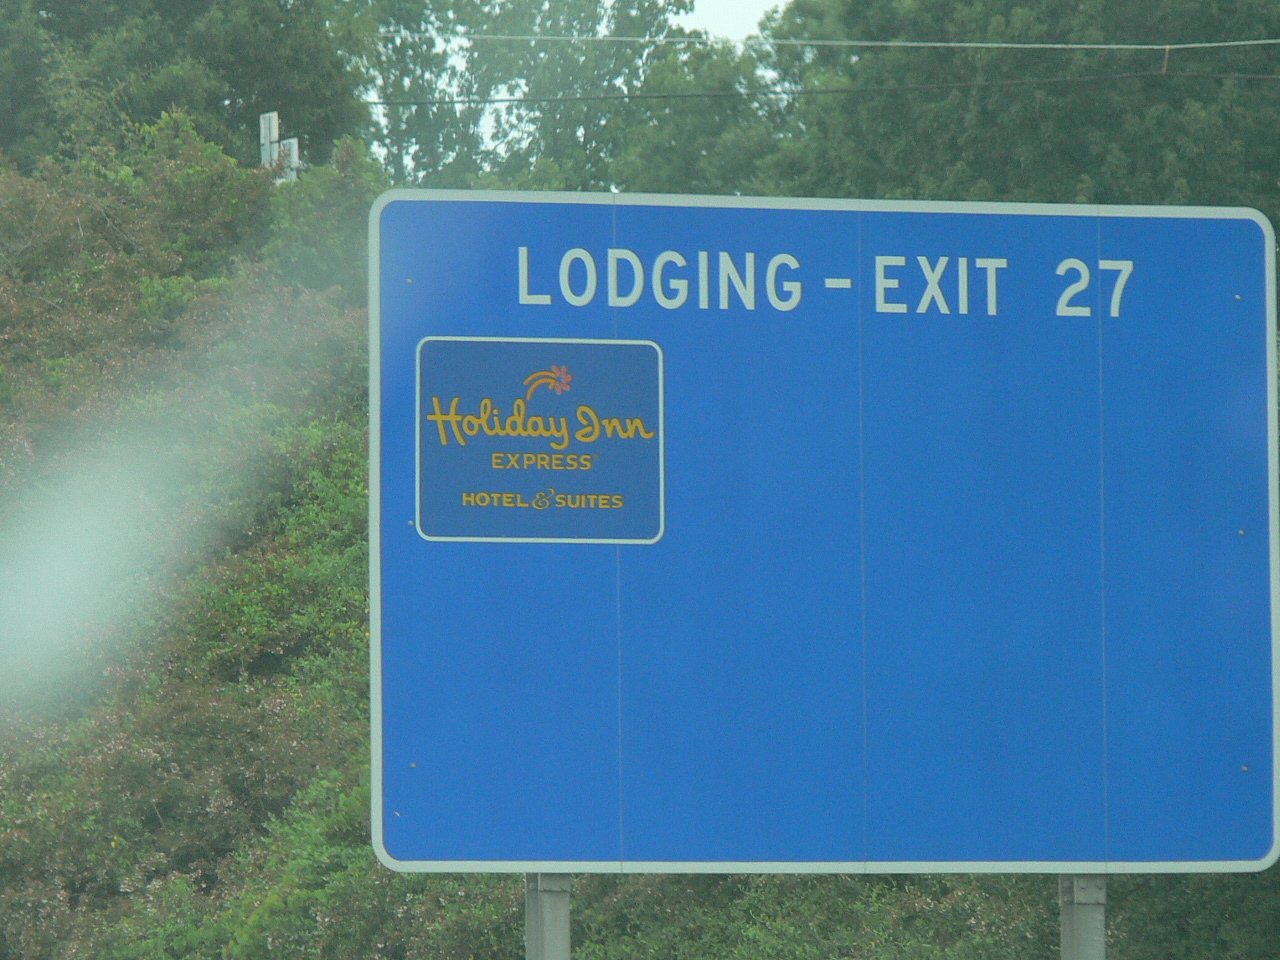 LODGING - EXIT 27
Holiday Inn
EXPRESS
HOTEL & SUITES